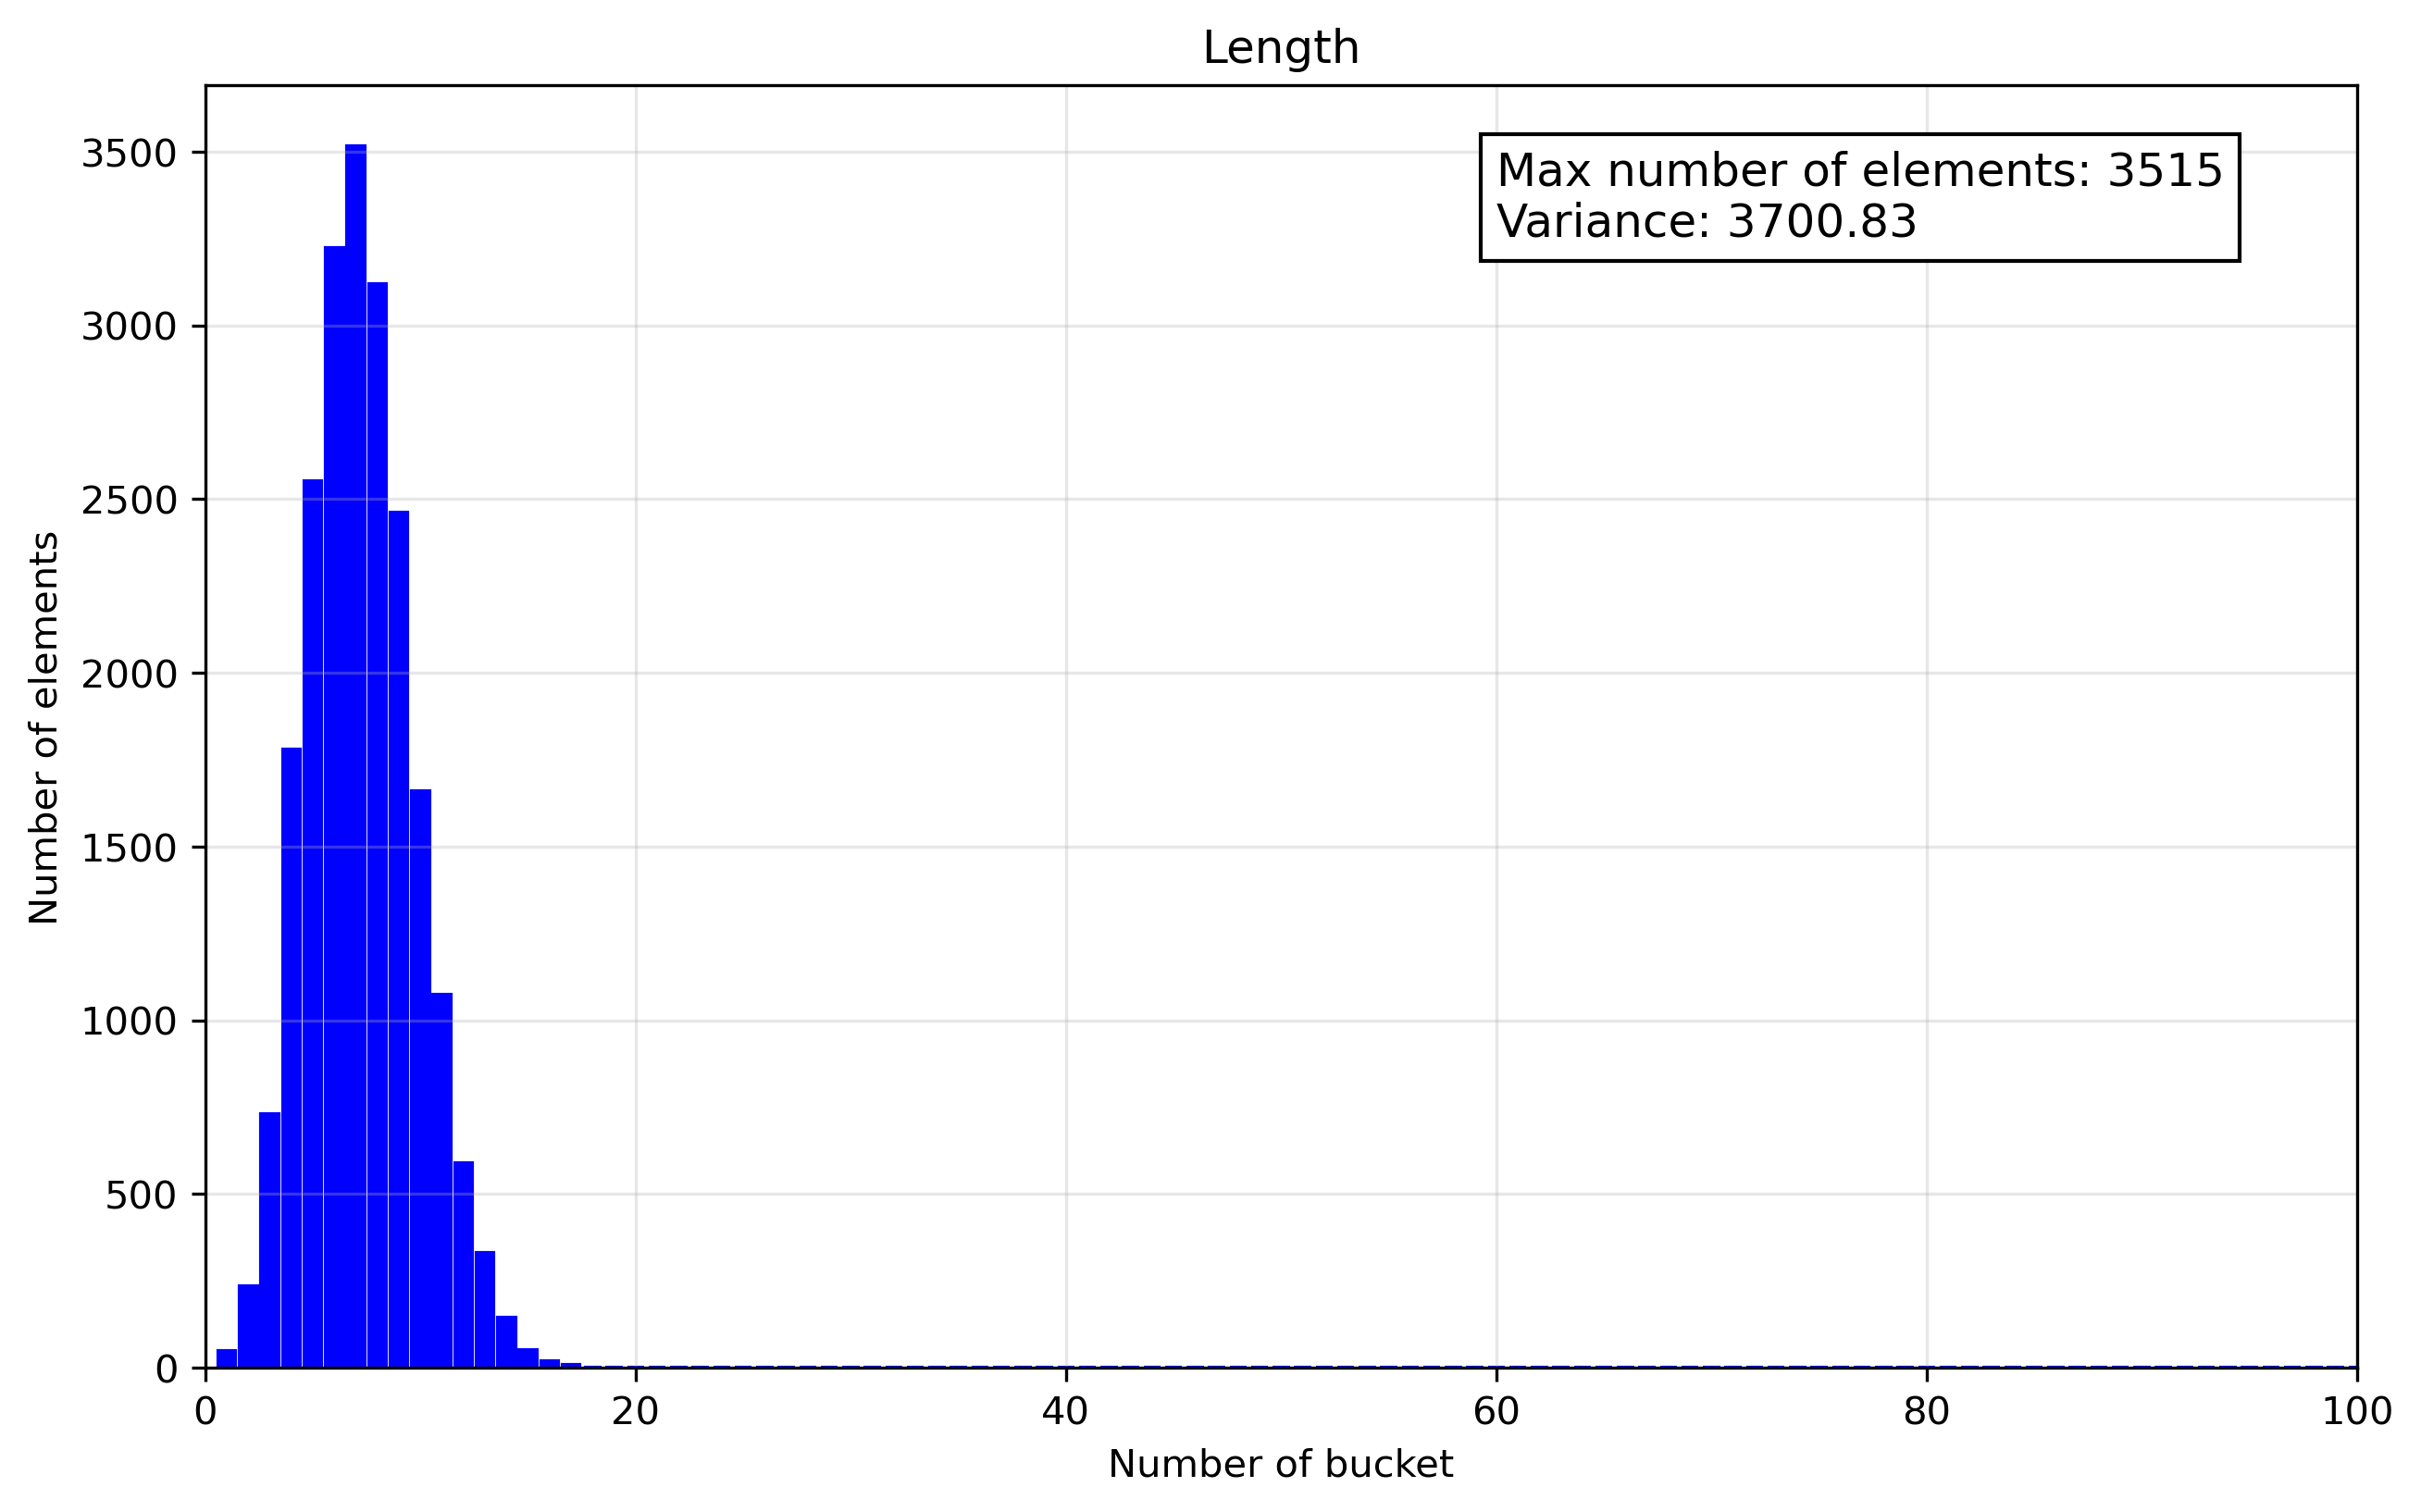 Length
Max number of elements: 3515
Variance: 3700.83
Number of elements
3500
3000
2500
2000
1500
1000
500
0
0 20 40 60 80 100
Number of bucket